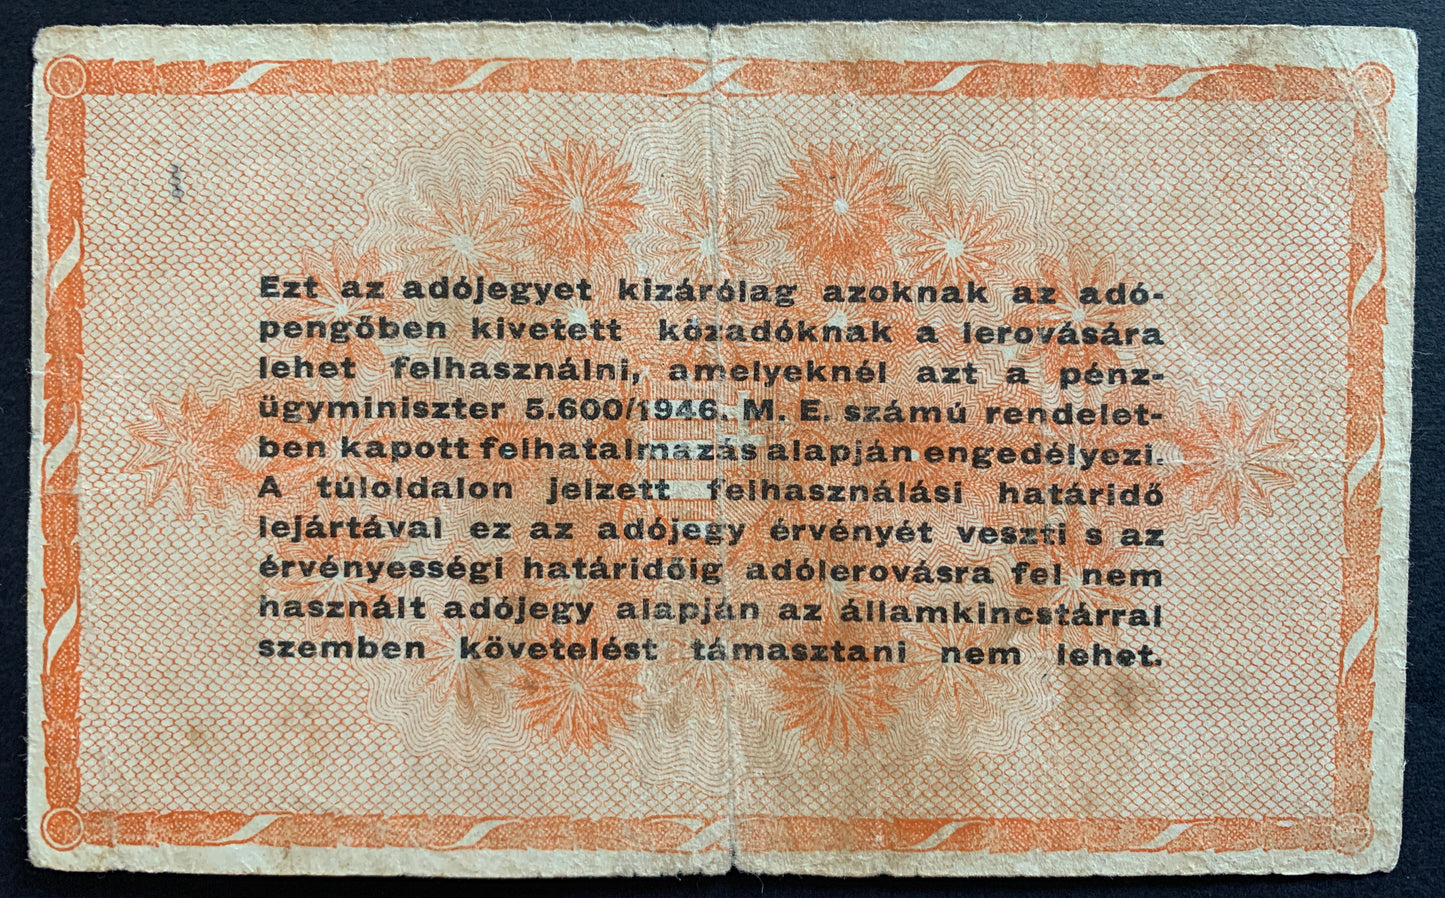 Ezt az adójegyet kizárólag azoknak az adó-
pengőben kivetett közadóknak a lerovására
lehet felhasználni, amelyeknél azt a pénz-
ügyminiszter 5.600/1946. M. E. számú rendelet-
ben kapott felhatalmazás alapján engedélyezi.
A túloldalon jelzett felhasználási határidő
lejártával ez az adójegy érvényét veszti s az
érvényességi határidőig adólerovásra fel nem
használt adójegy alapján az államkincstárral
szemben követelést támasztani nem lehet.